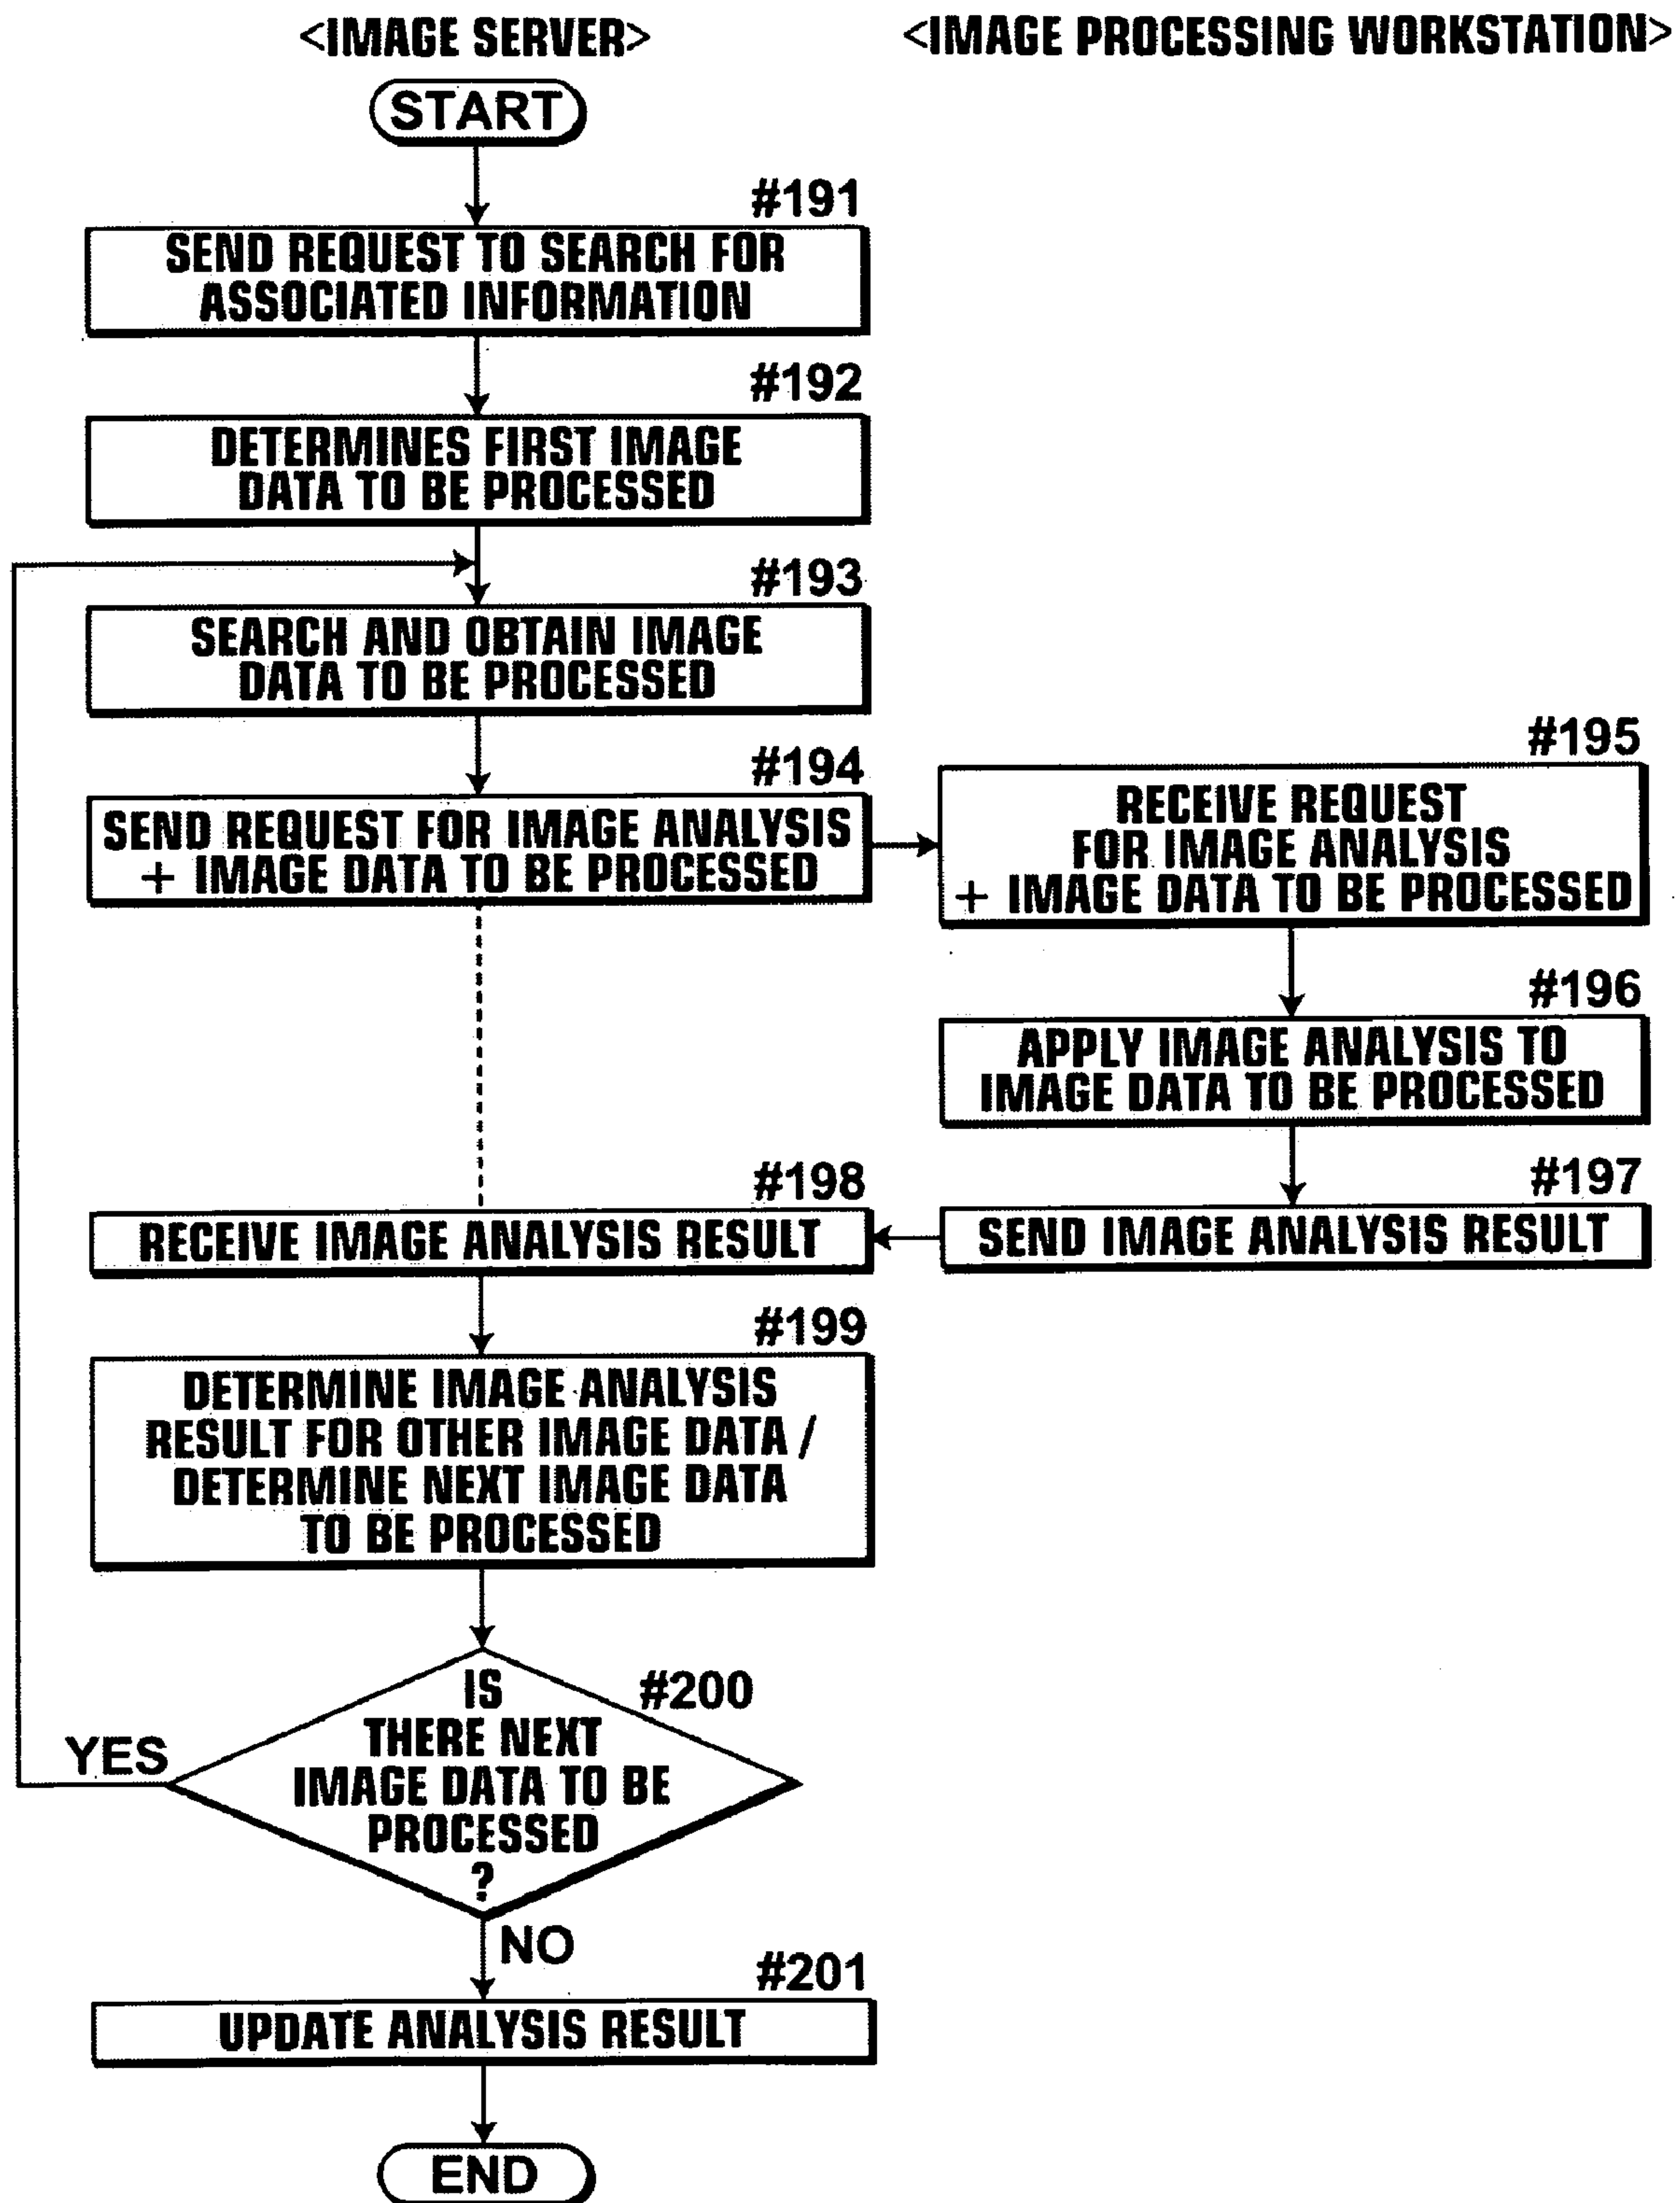 <IMAGE SERVER>
<IMAGE PROCESSING WORKSTATION>
START
#191
SEND REQUEST TO SEARCH FOR
ASSOCIATED INFORMATION
#192
DETERMINES FIRST IMAGE
DATA TO BE PROCESSED
#193
SEARCH AND OBTAIN IMAGE
DATA TO BE PROCESSED
#194
SEND REQUEST FOR IMAGE ANALYSIS
+ IMAGE DATA TO BE PROCESSED
#195
RECEIVE REQUEST
FOR IMAGE ANALYSIS
+ IMAGE DATA TO BE PROCESSED
#196
APPLY IMAGE ANALYSIS TO
IMAGE DATA TO BE PROCESSED
#197
SEND IMAGE ANALYSIS RESULT
#198
RECEIVE IMAGE ANALYSIS RESULT
#199
DETERMINE IMAGE ANALYSIS
RESULT FOR OTHER IMAGE DATA /
DETERMINE NEXT IMAGE DATA
TO BE PROCESSED
#200
IS
THERE NEXT
IMAGE DATA TO BE
PROCESSED
?
YES
NO
#201
UPDATE ANALYSIS RESULT
END